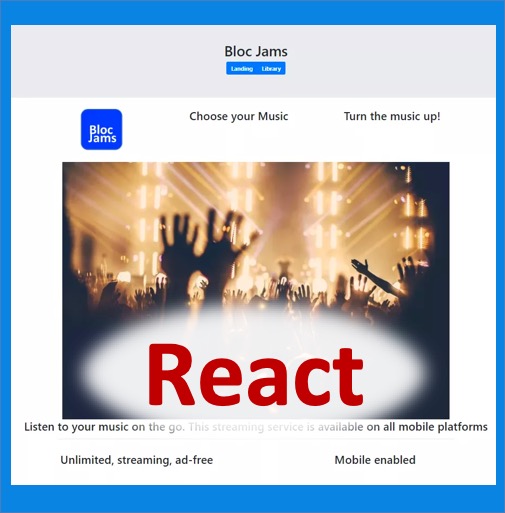 Bloc Jams
Landing Library
Bloc
Jams
Choose your Music
Turn the music up!
React
Listen to your music on the go. This streaming service is available on all mobile platforms
Unlimited, streaming, ad-free
Mobile enabled